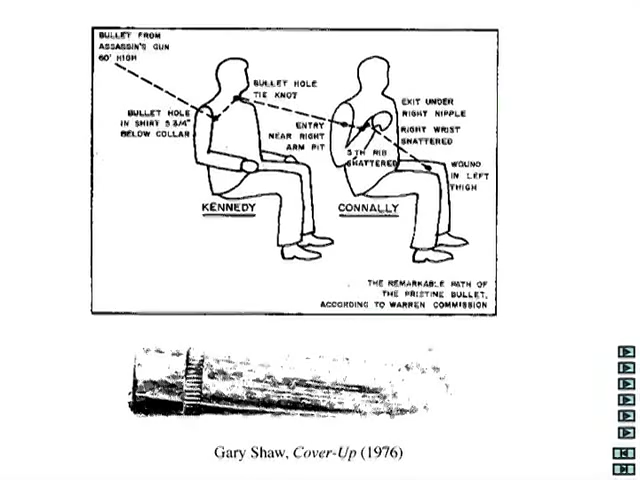 BULLET FROM
ASSASSIN'S GUN
60' HIGH
BULLET HOLE
TIE KNOT
BULLET HOLE
IN SHIRT 5 3/4"
BELOW COLLAR
ENTRY
NEAR RIGHT
ARM PIT
EXIT UNDER
RIGHT NIPPLE
RIGHT WRIST
SHATTERED
5 TH RIB
SHATTERED
WOUND
IN LEFT
THIGH
KENNEDY
CONNALLY
THE REMARKABLE PATH OF
THE PRISTINE BULLET,
ACCORDING TO WARREN COMMISSION
Gary Shaw, Cover-Up (1976)